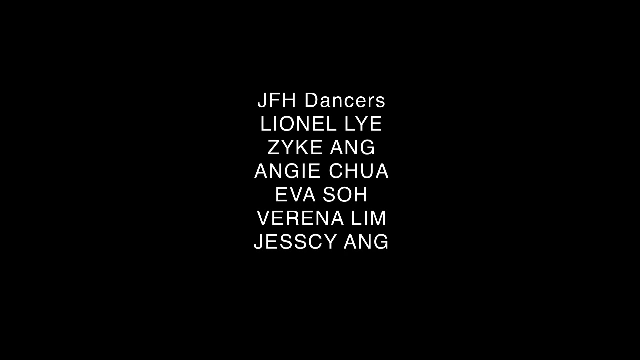 JFH Dancers
LIONEL LYE
ZYKE ANG
ANGIE CHUA
EVA SOH
VERENA LIM
JESSCY ANG